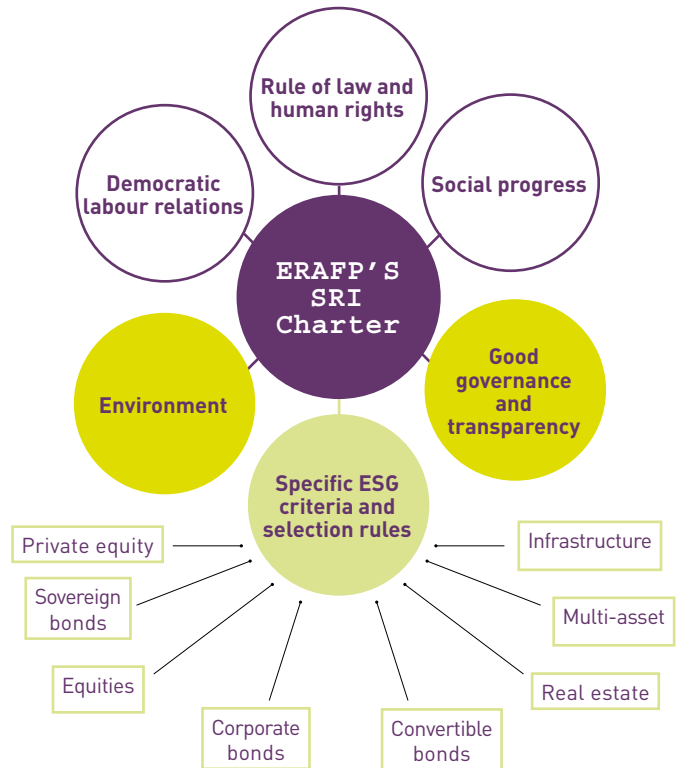 Rule of law and
human rights
Democratic
labour relations
Social progress
ERAFP'S
SRI
Charter
Environment
Good
governance
and
transparency
Specific ESG
criteria and
selection rules
Private equity
Infrastructure
Sovereign
bonds
Multi-asset
Equities
Real estate
Corporate
bonds
Convertible
bonds